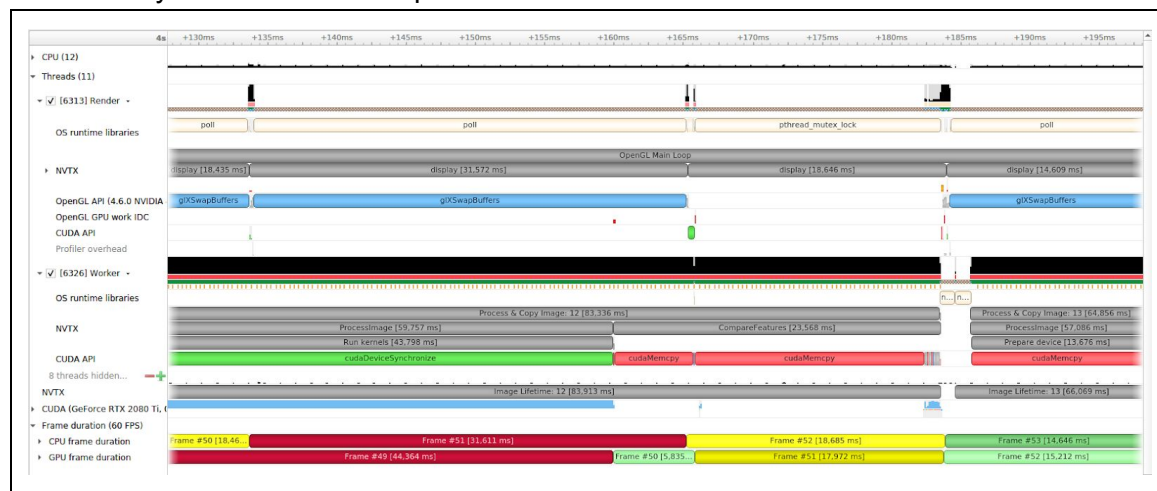 4s +130ms +135ms +140ms +145ms +150ms +155ms +160ms +165ms +170ms +175ms +180ms +185ms +190ms +195ms
CPU (12)
Threads (11)
[6313] Render
OS runtime libraries poll poll pthread_mutex_lock poll
OpenGL Main Loop
NVTX display [18,435 ms] display [31,572 ms] display [18,646 ms] display [14,609 ms]
OpenGL API (4.6.0 NVIDIA glXSwapBuffers glXSwapBuffers glXSwapBuffers
OpenGL GPU work IDC
CUDA API
Profiler overhead
[6326] Worker
OS runtime libraries n... n...
Process & Copy Image: 12 [83,336 ms] Process & Copy Image: 13 [64,856 ms]
NVTX ProcessImage [59,757 ms] CompareFeatures [23,568 ms] ProcessImage [57,086 ms]
Run kernels [43,798 ms] Prepare device [13,676 ms]
CUDA API cudaDeviceSynchronize cudaMemcpy cudaMemcpy cudaMemcpy
8 threads hidden...
NVTX Image Lifetime: 12 [83,913 ms] Image Lifetime: 13 [66,069 ms]
CUDA (GeForce RTX 2080 Ti,
Frame duration (60 FPS)
CPU frame duration Frame #50 [18,46... Frame #51 [31,611 ms] Frame #52 [18,685 ms] Frame #53 [14,646 ms]
GPU frame duration Frame #49 [44,364 ms] Frame #50 [5,835... Frame #51 [17,972 ms] Frame #52 [15,212 ms]